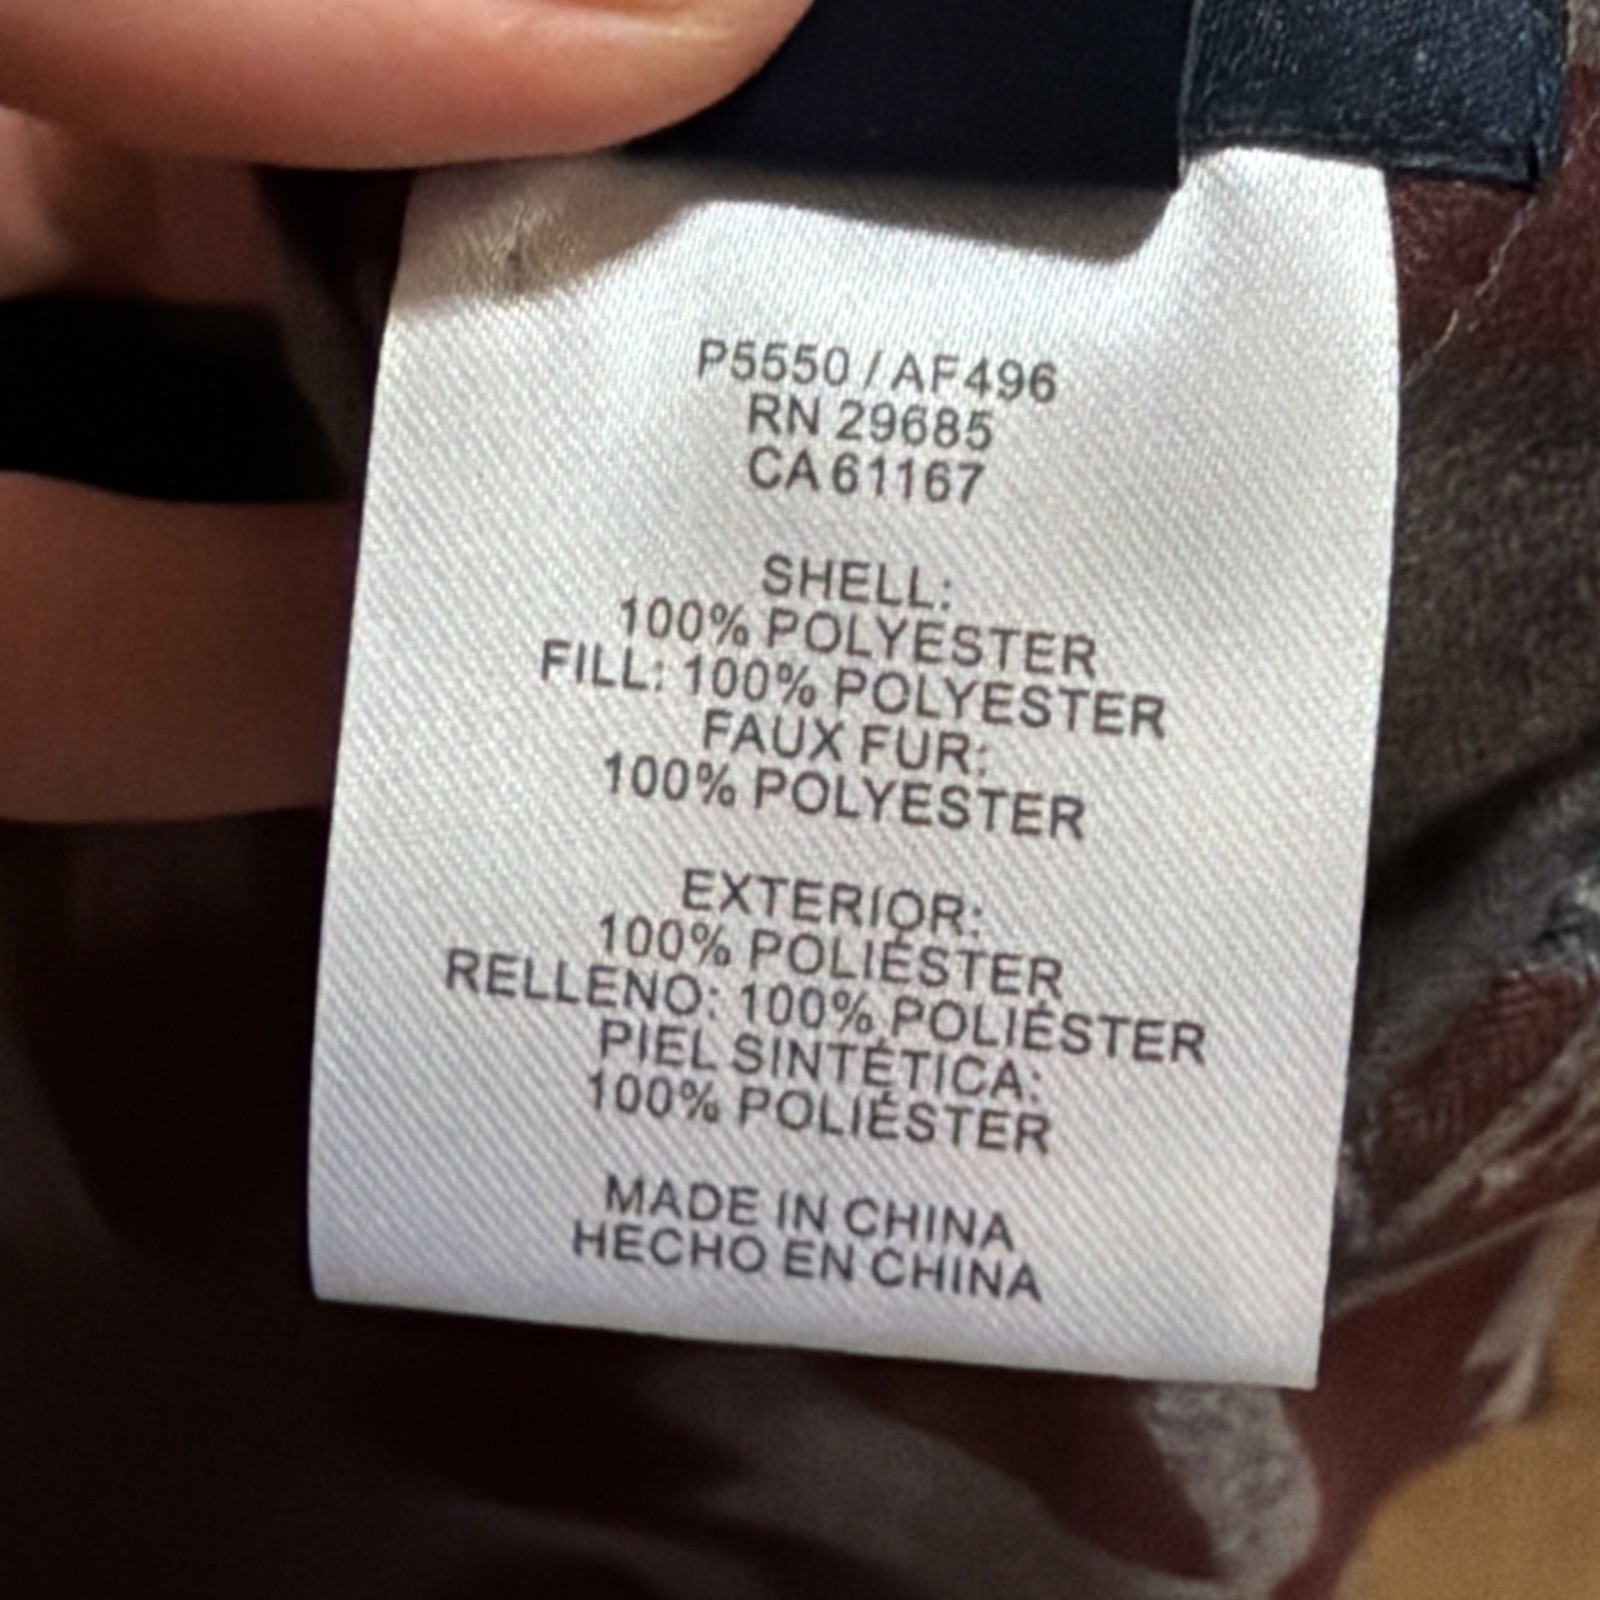 P5550 / AF496
RN 29685
CA 61167
SHELL:
100% POLYESTER
FILL: 100% POLYESTER
FAUX FUR:
100% POLYESTER
EXTERIOR:
100% POLIÉSTER
RELLENO: 100% POLIÉSTER
PIEL SINTÉTICA:
100% POLIÉSTER
MADE IN CHINA
HECHO EN CHINA